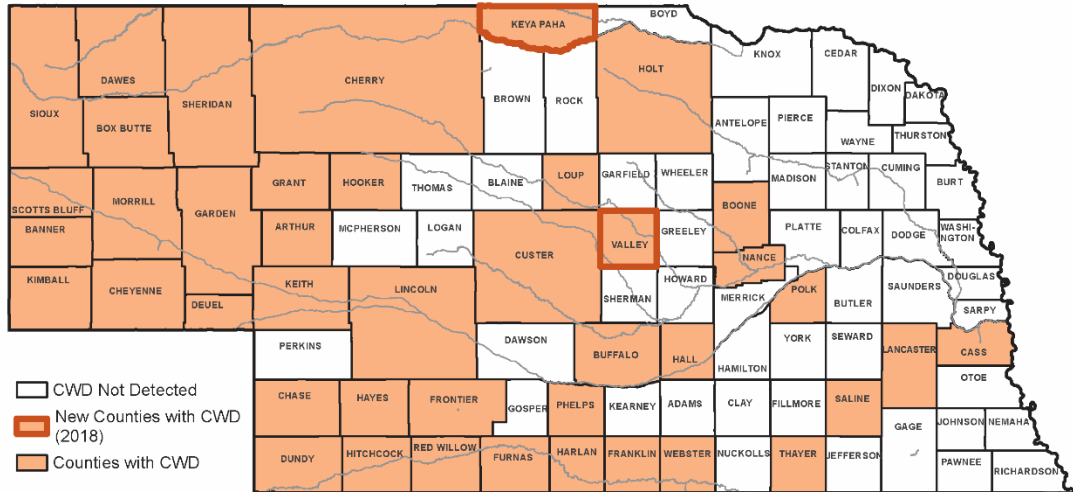 BOYD
KEYA PAHA
KNOX
CEDAR
DAWES
CHERRY
HOLT
DIXON
DAKOTA
SIOUX
SHERIDAN
BROWN
ROCK
BOX BUTTE
ANTELOPE
PIERCE
WAYNE
THURSTON
GRANT
HOOKER
THOMAS
BLAINE
LOUP
GARFIELD
WHEELER
MADISON
STANTON
CUMING
BURT
SCOTTS BLUFF
MORRILL
GARDEN
BANNER
ARTHUR
MCPHERSON
LOGAN
CUSTER
VALLEY
GREELEY
BOONE
PLATTE
COLFAX
DODGE
WASHI-
NGTON
NANCE
KIMBALL
CHEYENNE
DEUEL
KEITH
LINCOLN
SHERMAN
HOWARD
MERRICK
POLK
BUTLER
SAUNDERS
DOUGLAS
SARPY
PERKINS
DAWSON
BUFFALO
HALL
HAMILTON
YORK
SEWARD
LANCASTER
CASS
OTOE
CHASE
HAYES
FRONTIER
GOSPER
PHELPS
KEARNEY
ADAMS
CLAY
FILLMORE
SALINE
GAGE
JOHNSON
NEMAHA
DUNDY
HITCHCOCK
RED WILLOW
FURNAS
HARLAN
FRANKLIN
WEBSTER
NUCKOLLS
THAYER
JEFFERSON
PAWNEE
RICHARDSON
CWD Not Detected
New Counties with CWD
(2018)
Counties with CWD